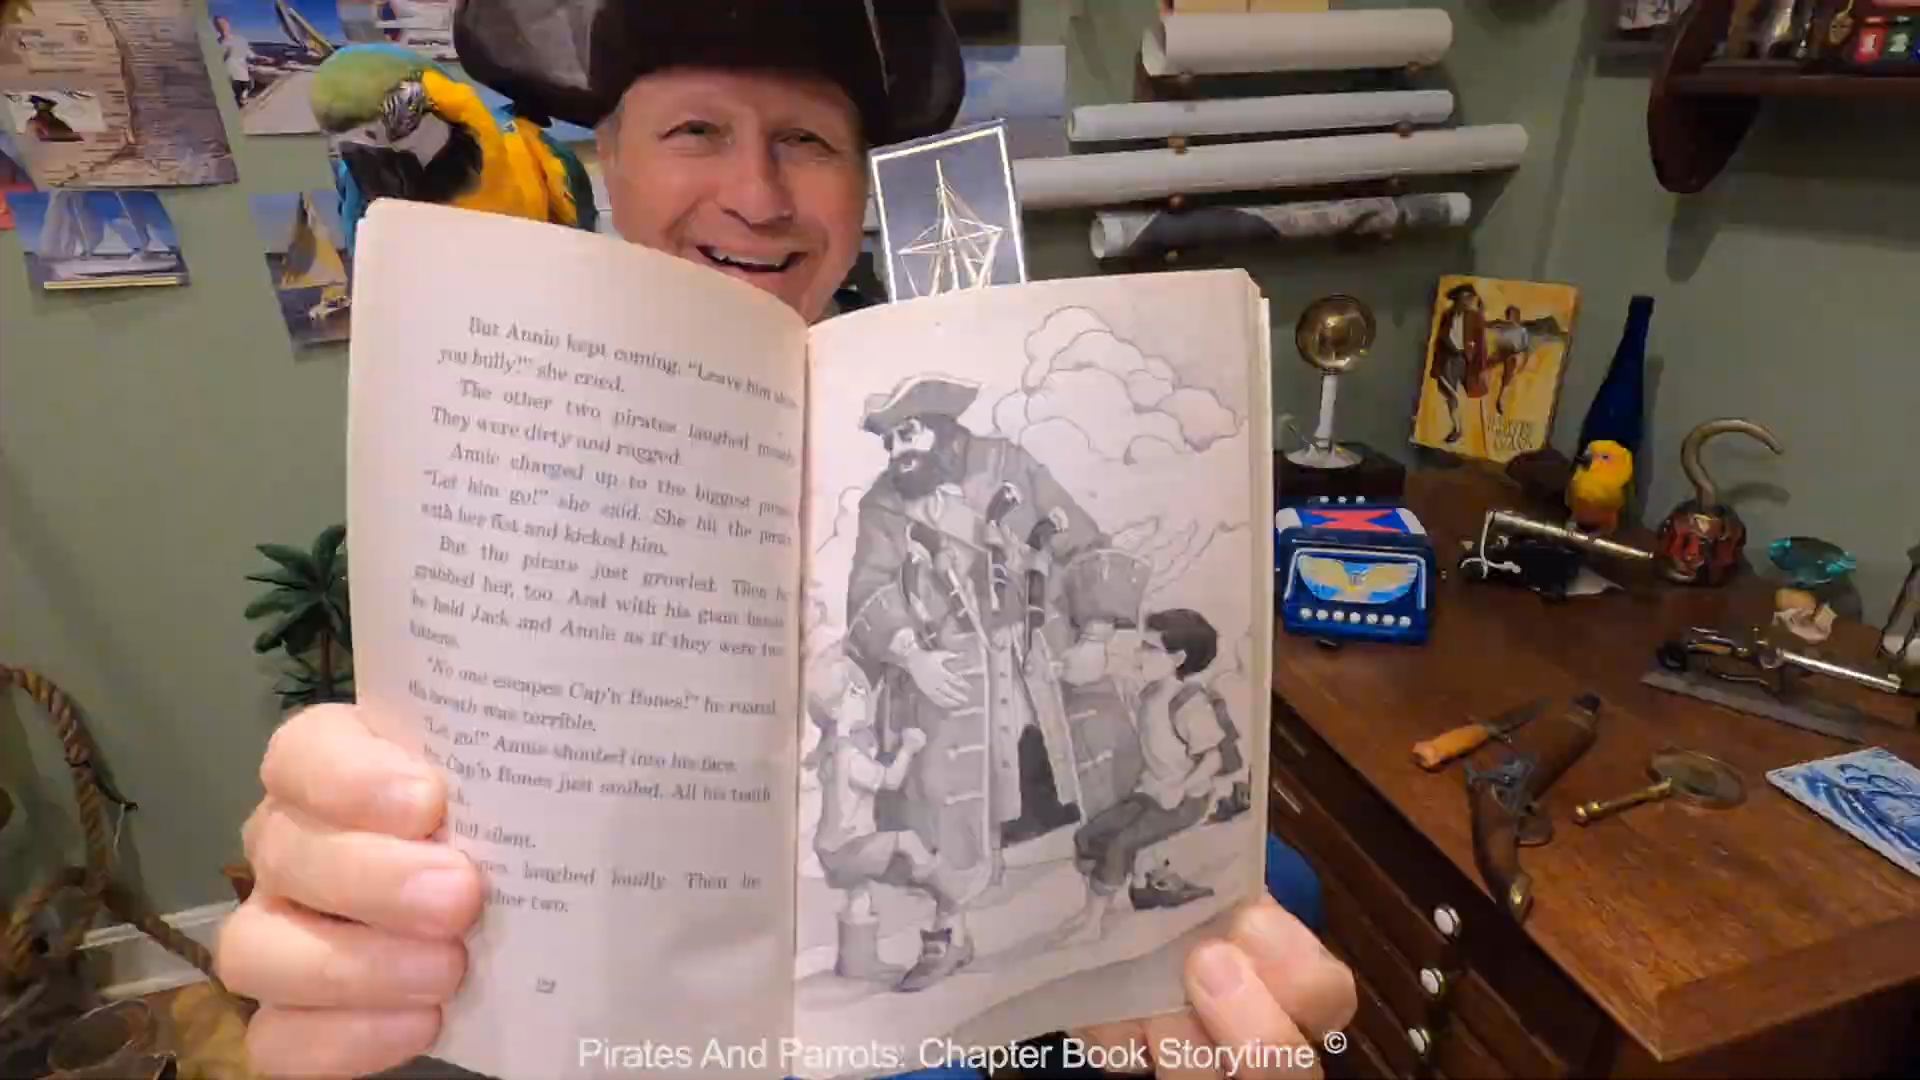 But Annie kept coming. "Leave him
you bully!" she cried.
The other two pirates laughed
They were dirty and ragged.
Annie charged up to the biggest
"Let him go!" she said. She hit the
with her fist and kicked him.
But the pirate just growled. Then he
grabbed her, too. And with his giant hands
he held Jack and Annie as if they were two
kittens.
"No one escapes Cap'n Bones!" he roared.
His breath was terrible.
"Let go!" Annie shouted into his face.
Cap'n Bones just smiled. All his teeth
fell silent.
laughed loudly. Then he
other two.
Pirates And Parrots: Chapter Book Storytime ©